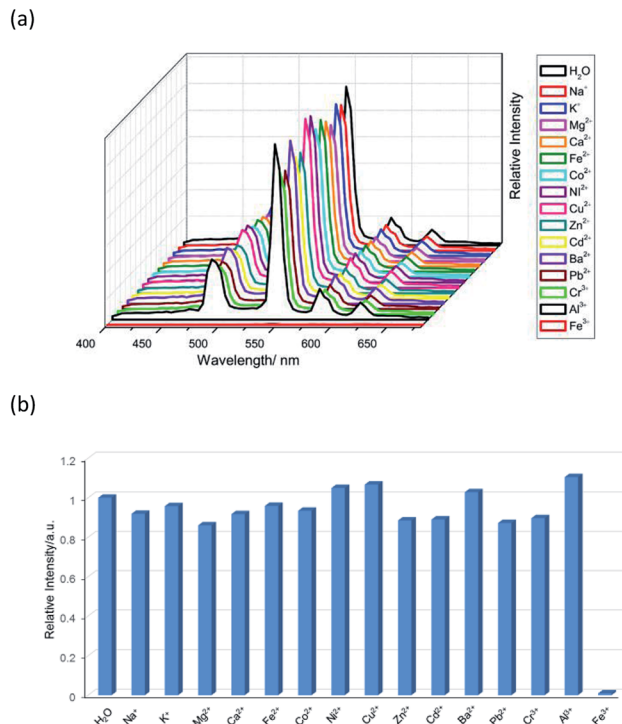 (a)
Relative Intensity
H₂O
Na⁺
K⁺
Mg²⁺
Ca²⁺
Fe²⁺
Co²⁺
NI²⁺
Cu²⁺
Zn²⁺
Cd²⁺
Ba²⁺
Pb²⁺
Cr³⁺
Al³⁺
Fe³⁺
400 450 500 550 600 650
Wavelength/ nm
(b)
Relative Intensity/a.u.
1.2
1
0.8
0.6
0.4
0.2
0
H₂O Na⁺ K⁺ Mg²⁺ Ca²⁺ Fe²⁺ Co²⁺ Ni²⁺ Cu²⁺ Zn²⁺ Cd²⁺ Ba²⁺ Pb²⁺ Cr³⁺ Al³⁺ Fe³⁺